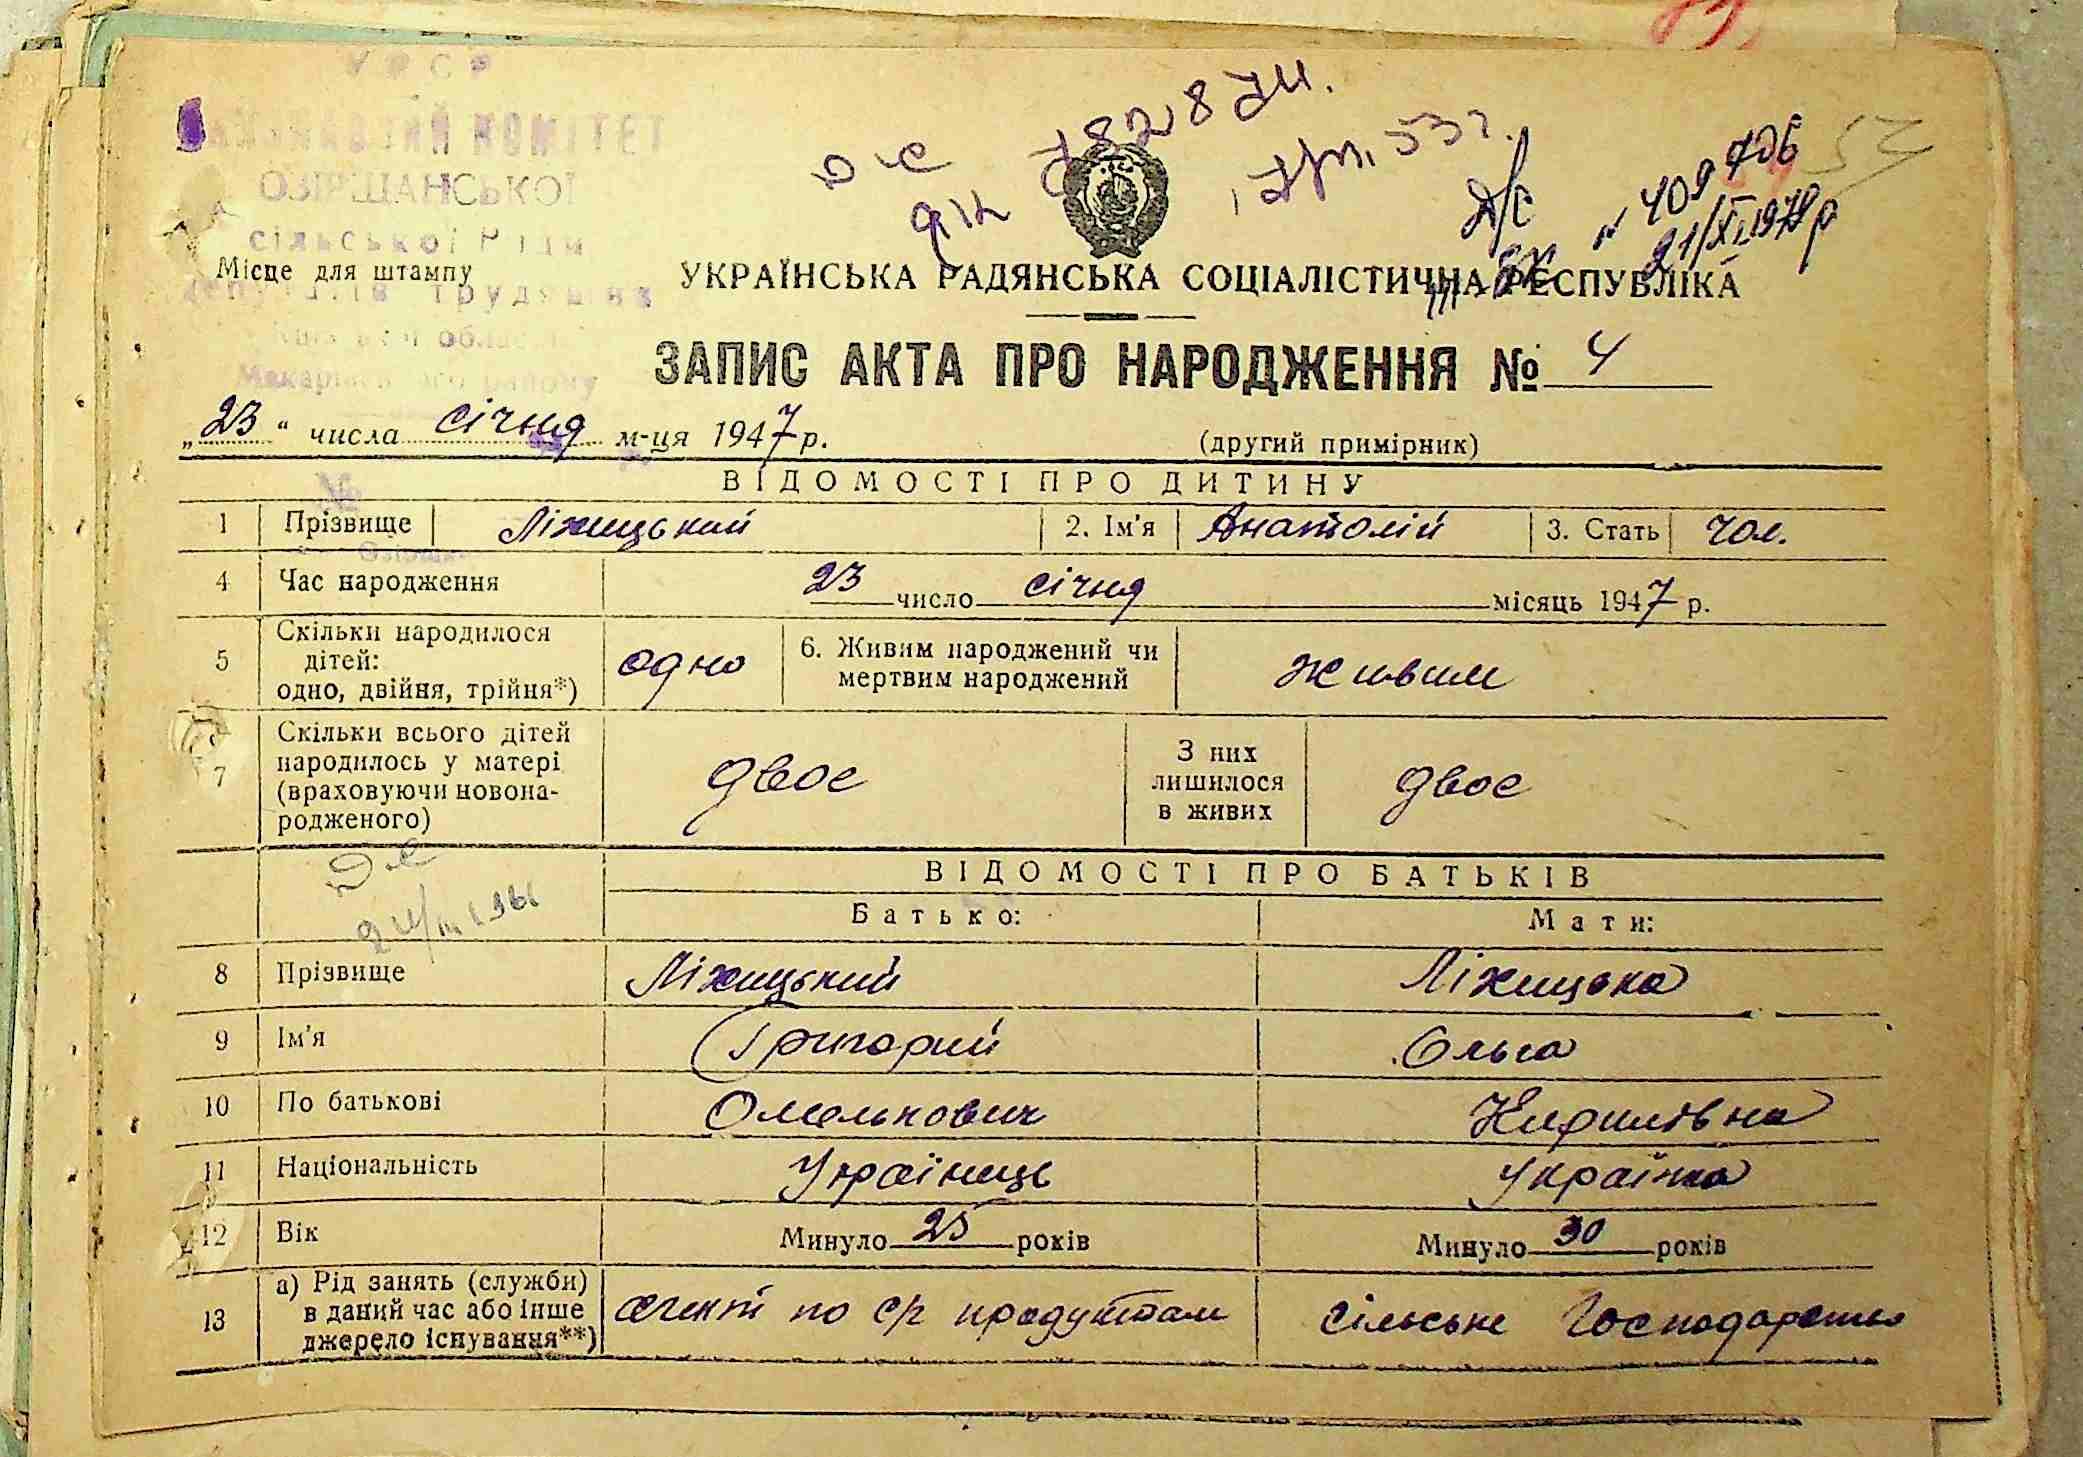 УРСР
КОМІТЕТ
ОЗІРЩАНСЬКОЇ
сільської Ради
Місце для штампу
трудящих
Макарівського району
УКРАЇНСЬКА РАДЯНСЬКА СОЦІАЛІСТИЧНА РЕСПУБЛІКА
ЗАПИС АКТА ПРО НАРОДЖЕННЯ № 4
„23“ числа січня м-ця 1947 р.
(другий примірник)
ВІДОМОСТІ ПРО ДИТИНУ
1 Прізвище Ліхицький 2. Ім'я Анатолій 3. Стать чол.
4 Час народження 23 число січня місяць 1947 р.
5 Скільки народилося дітей: одно, двійня, трійня*) одно 6. Живим народжений чи мертвим народжений живим
7 Скільки всього дітей народилось у матері (враховуючи новонародженого) двоє З них лишилося в живих двоє
ВІДОМОСТІ ПРО БАТЬКІВ
Батько: Мати:
8 Прізвище Ліхицький Ліхицька
9 Ім'я Григорий Ольга
10 По батькові Омелькович Кирилівна
11 Національність Українець Українка
12 Вік Минуло 25 років Минуло 30 років
13 а) Рід занять (служби) в даний час або інше джерело існування**) агент по с/г продуктам сільське Господарство